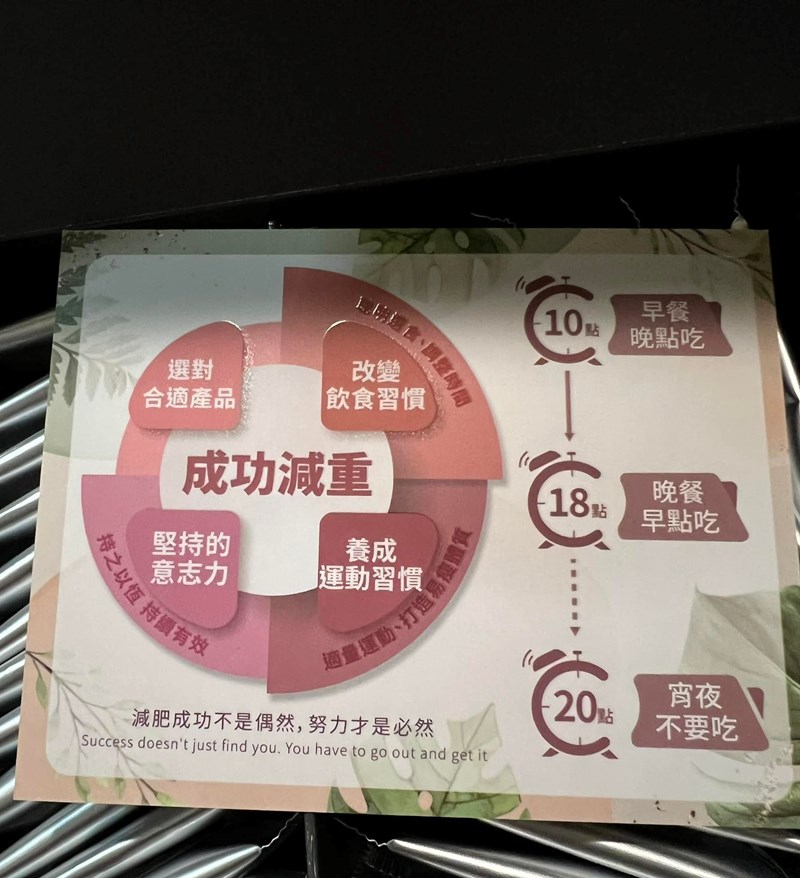 選對
合適產品
改變
飲食習慣
調整時間
成功減重
堅持的
意志力
持之以恆 持續有效
養成
運動習慣
適量運動、打造易瘦體質
減肥成功不是偶然,努力才是必然
Success doesn't just find you. You have to go out and get it
10點
早餐
晚點吃
18點
晚餐
早點吃
20點
宵夜
不要吃